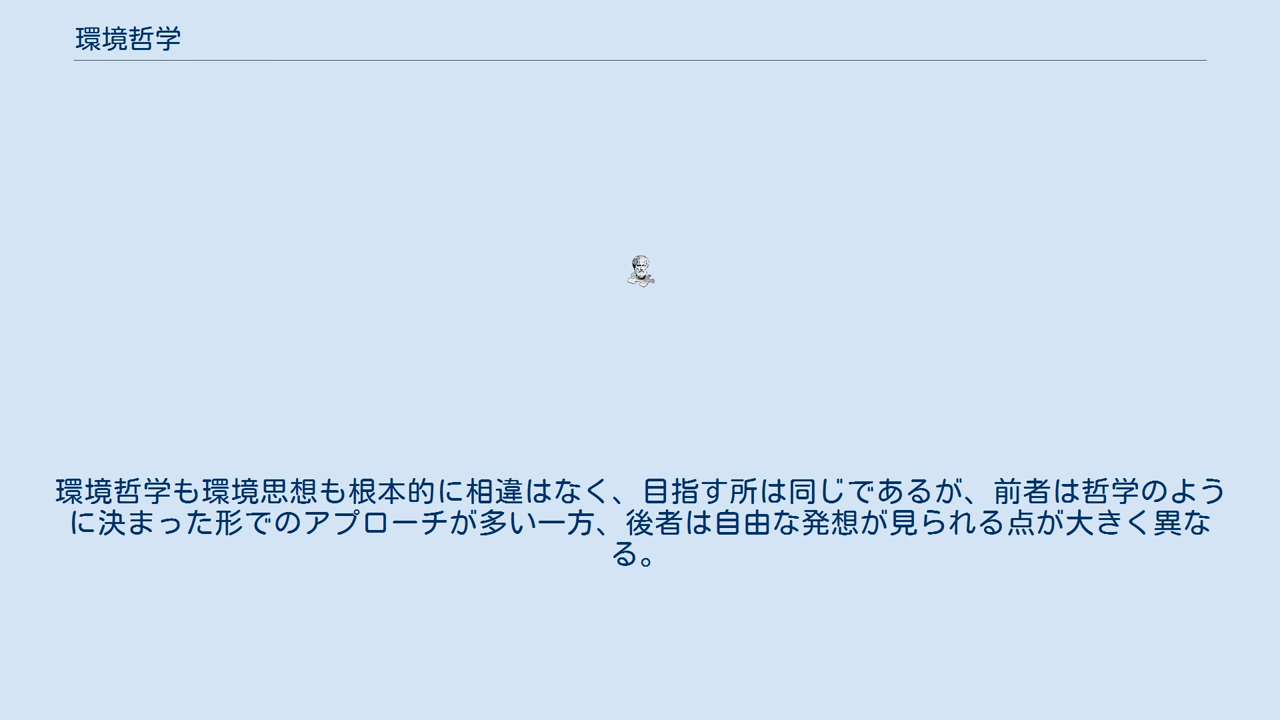 環境哲学
環境哲学も環境思想も根本的に相違はなく、目指す所は同じであるが、前者は哲学のよう
に決まった形でのアプローチが多い一方、後者は自由な発想が見られる点が大きく異な
る。